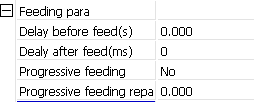 Feeding para
Delay before feed(s) 0.000
Dealy after feed(ms) 0
Progressive feeding No
Progressive feeding repa 0.000